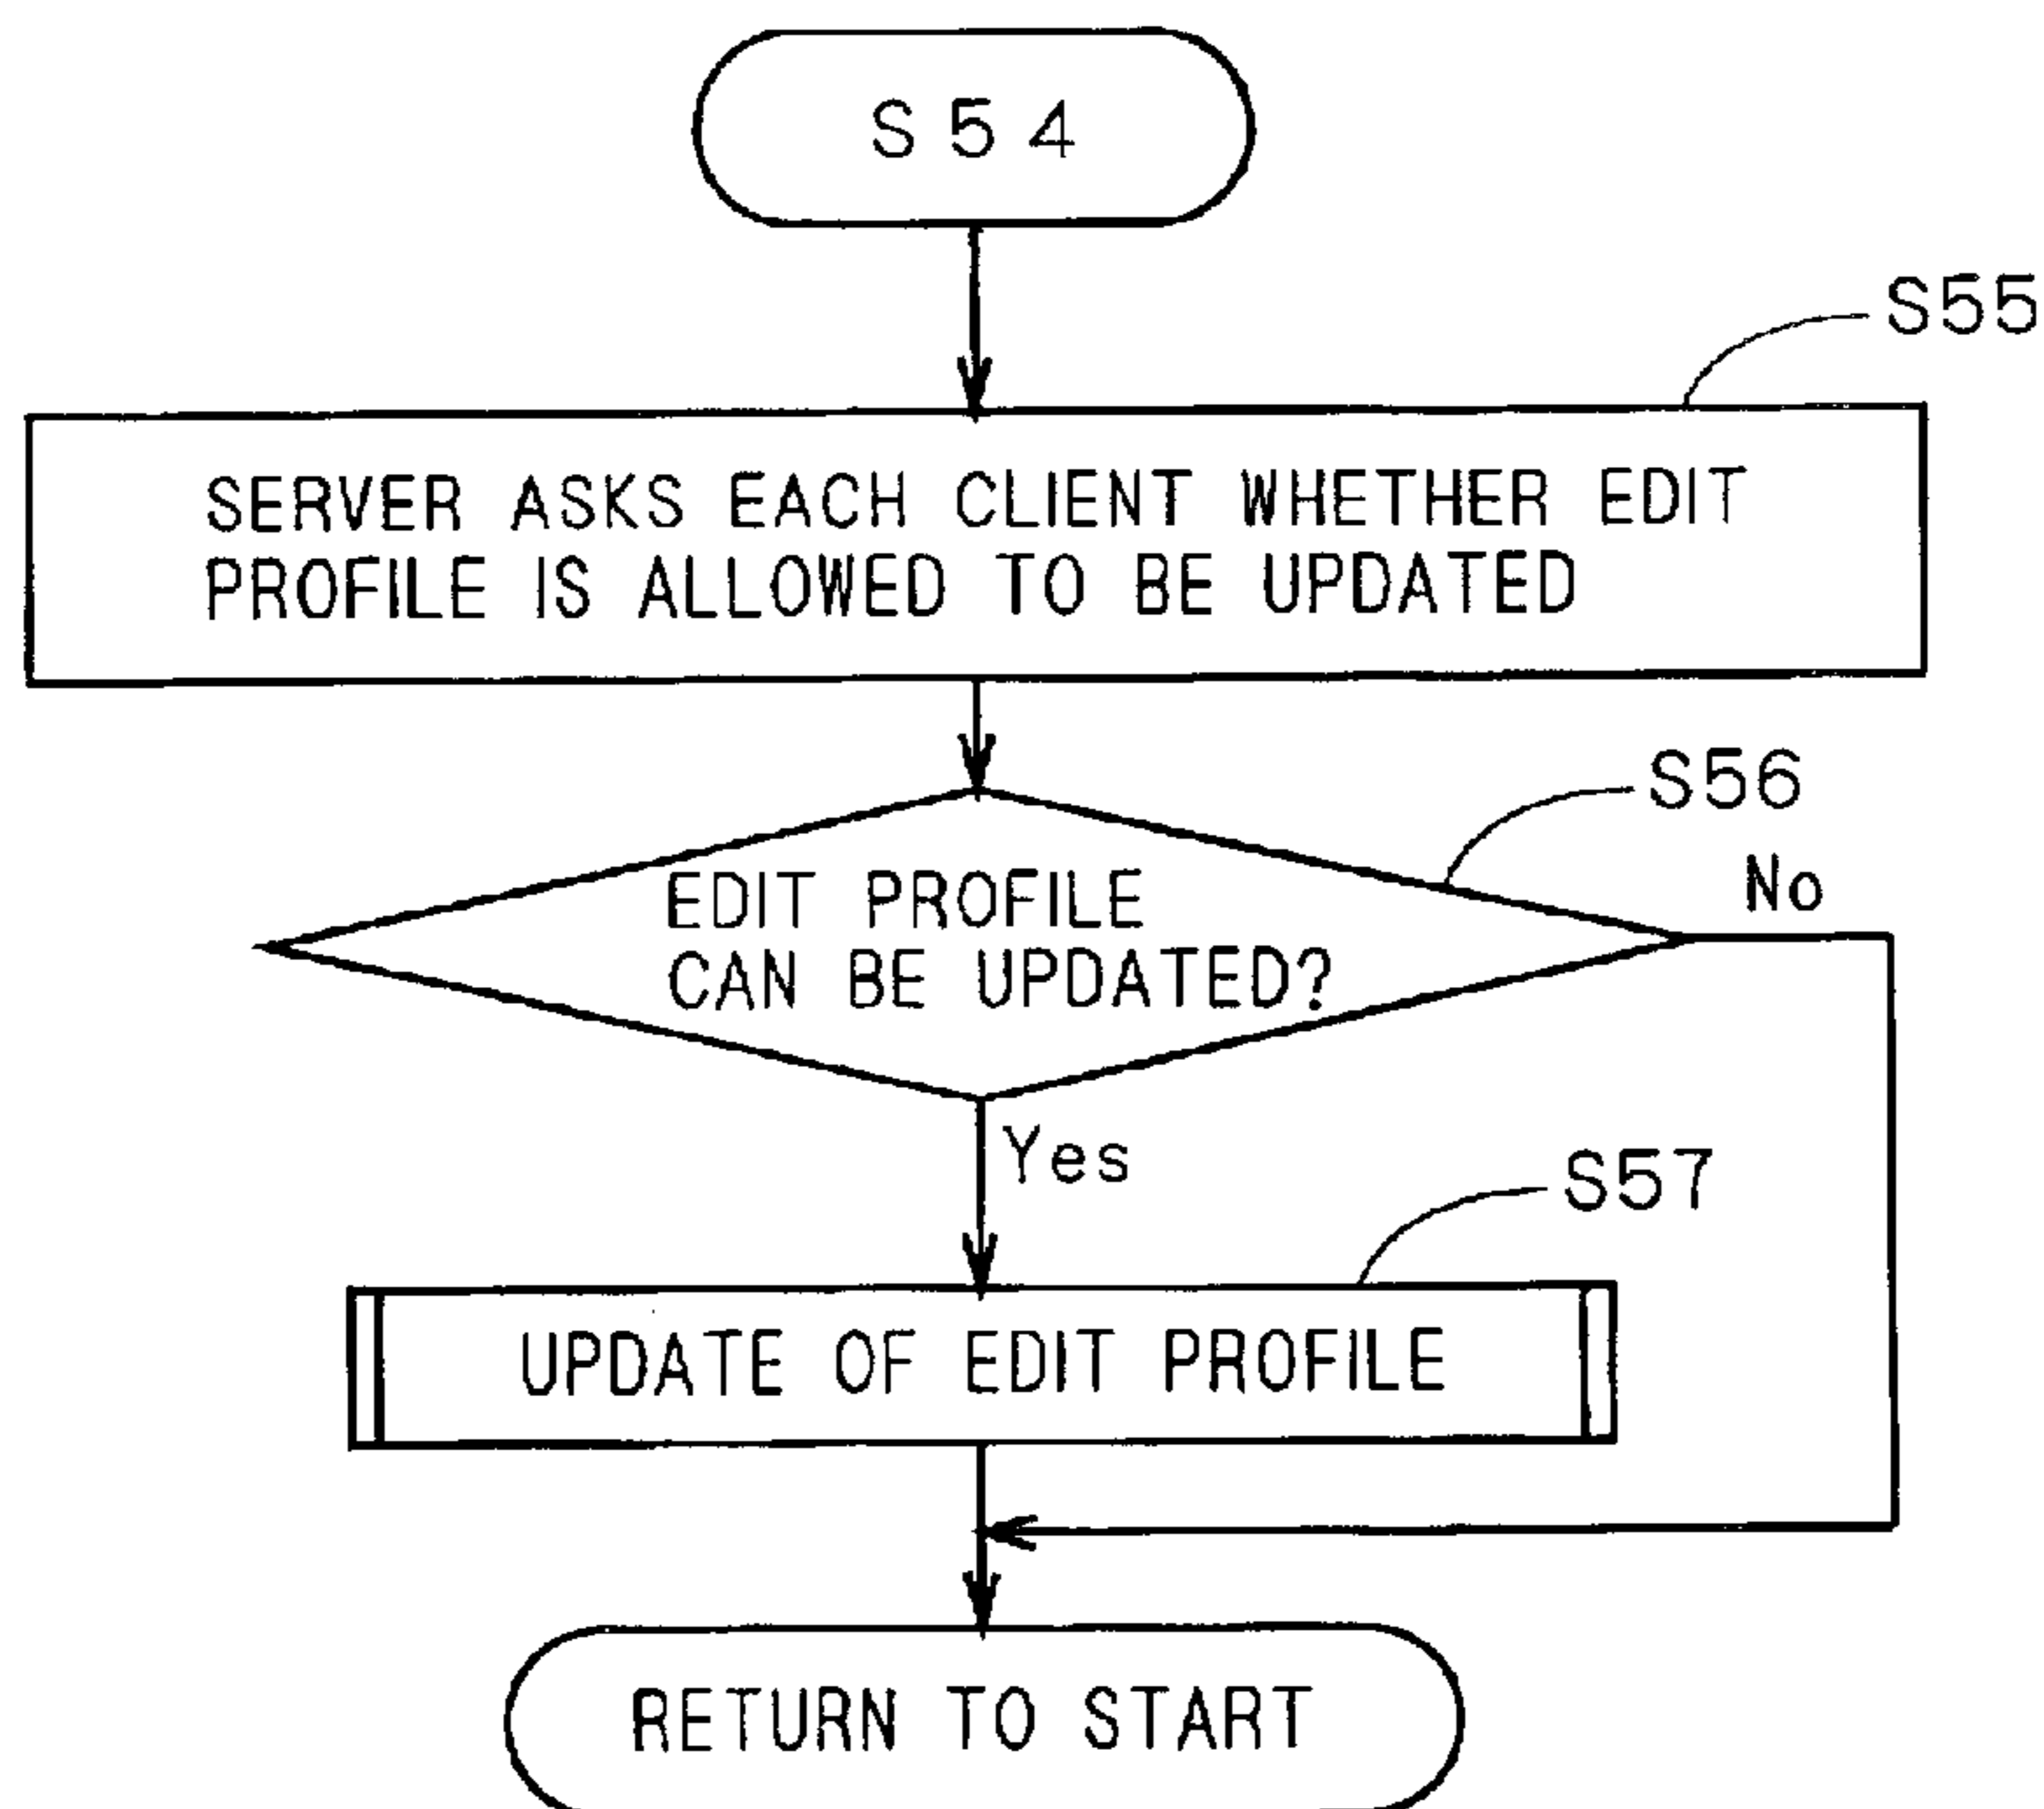 S54
S55
SERVER ASKS EACH CLIENT WHETHER EDIT
PROFILE IS ALLOWED TO BE UPDATED
S56
No
EDIT PROFILE
CAN BE UPDATED?
Yes
S57
UPDATE OF EDIT PROFILE
RETURN TO START